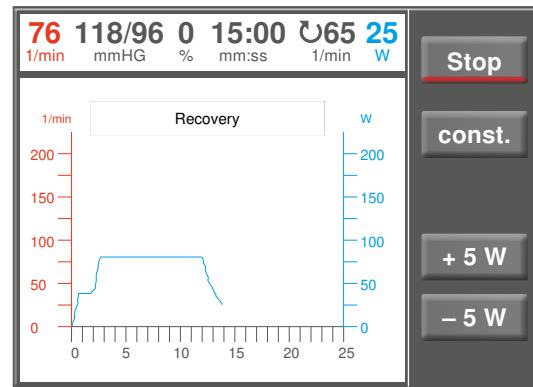 76 118/96 0 15:00 ↻65 25
1/min mmHG % mm:ss 1/min W
Stop
1/min Recovery W
const.
200 200
150 150
100 100
+ 5 W
50 50
– 5 W
0 0
0 5 10 15 20 25